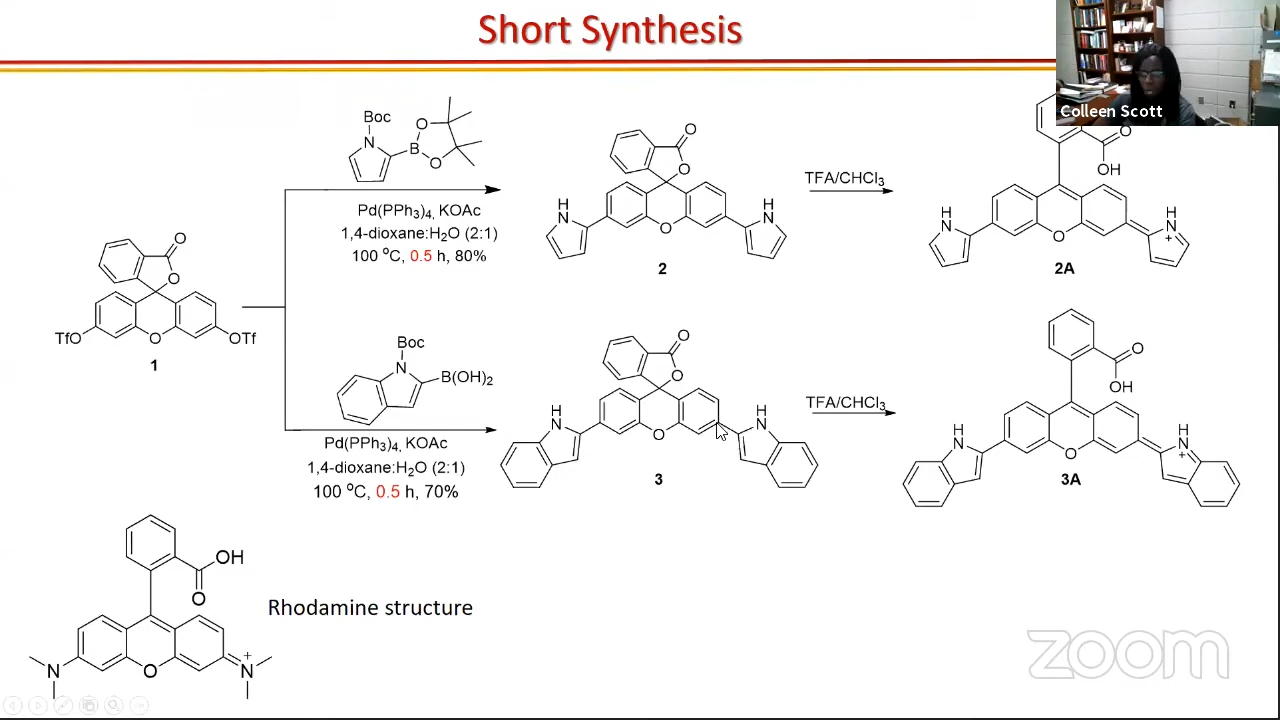 Short Synthesis
Colleen Scott
Boc
N
B
O
O
Pd(PPh3)4, KOAc
1,4-dioxane:H2O (2:1)
100 oC, 0.5 h, 80%
O
O
O
H
N
H
N
2
TFA/CHCl3
O
OH
O
H
N
H
N
+
2A
O
O
TfO
O
OTf
1
Boc
N
B(OH)2
Pd(PPh3)4, KOAc
1,4-dioxane:H2O (2:1)
100 oC, 0.5 h, 70%
O
O
O
H
N
H
N
3
TFA/CHCl3
O
OH
O
H
N
H
N
+
3A
OH
O
O
N
N
+
Rhodamine structure
zoom